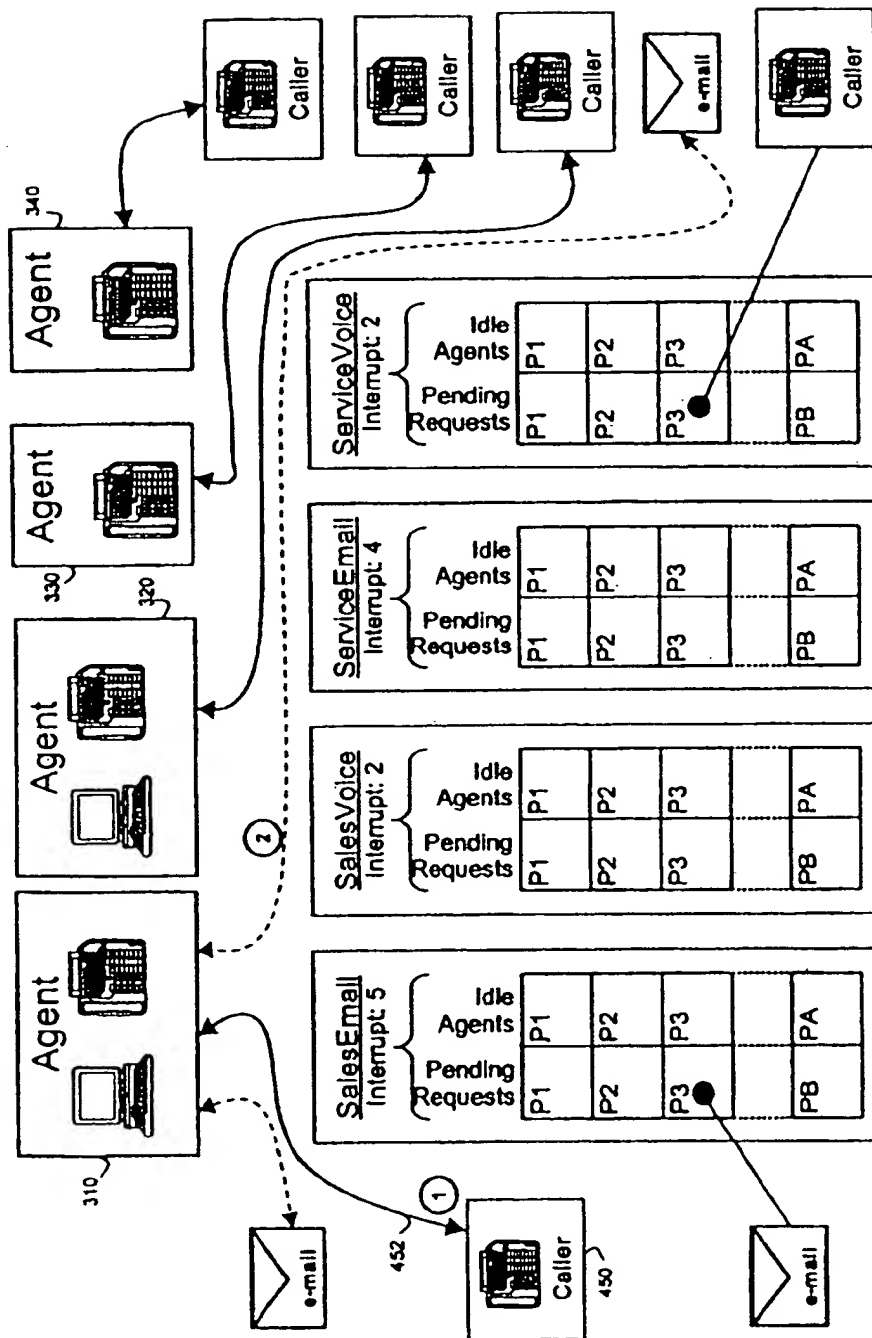 310
Agent
320
Agent
330
Agent
340
Agent
e-mail
452
1
2
Caller
450
Caller
Caller
Caller
e-mail
SalesEmail
Interrupt: 5
Pending Requests
Idle Agents
P1 P1
P2 P2
P3 P3
PB PA
SalesVoice
Interrupt: 2
Pending Requests
Idle Agents
P1 P1
P2 P2
P3 P3
PB PA
ServiceEmail
Interrupt: 4
Pending Requests
Idle Agents
P1 P1
P2 P2
P3 P3
PB PA
ServiceVoice
Interrupt: 2
Pending Requests
Idle Agents
P1 P1
P2 P2
P3 P3
PB PA
e-mail
Caller